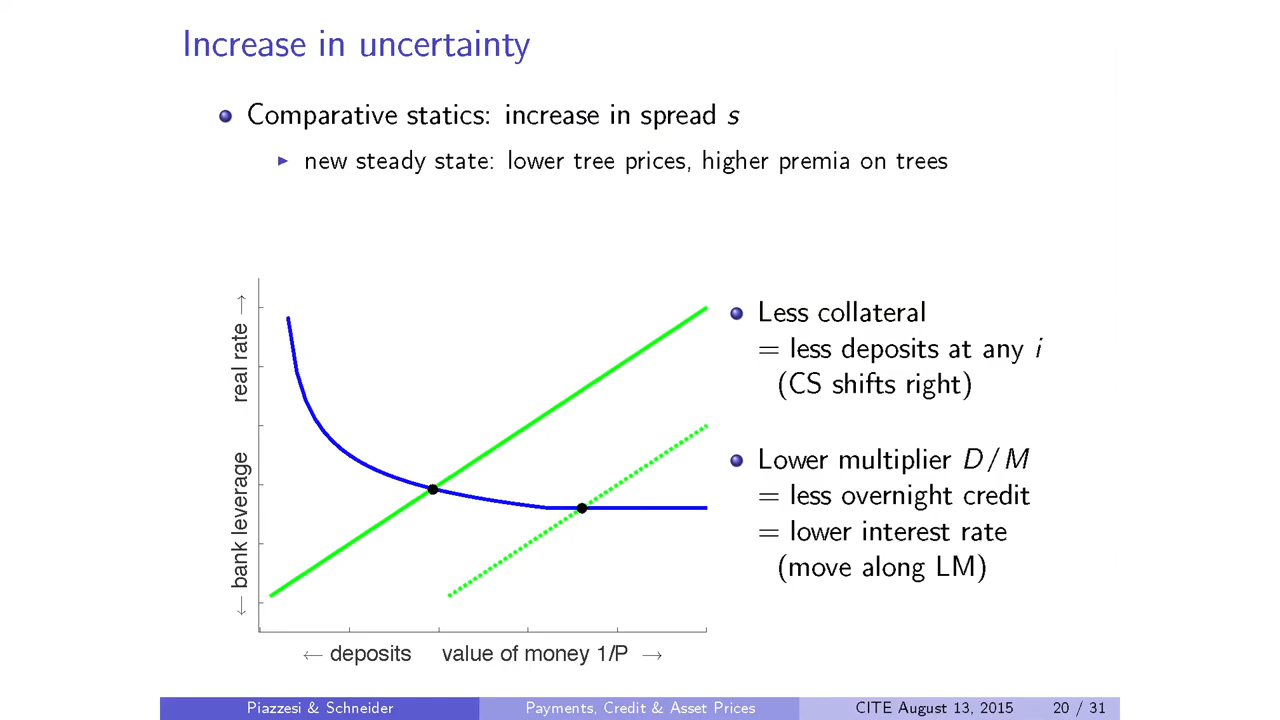 Increase in uncertainty
Comparative statics: increase in spread s
new steady state: lower tree prices, higher premia on trees
← bank leverage real rate →
← deposits value of money 1/P →
Less collateral
= less deposits at any i
(CS shifts right)
Lower multiplier D/M
= less overnight credit
= lower interest rate
(move along LM)
Piazzesi & Schneider Payments, Credit & Asset Prices CITE August 13, 2015 20 / 31